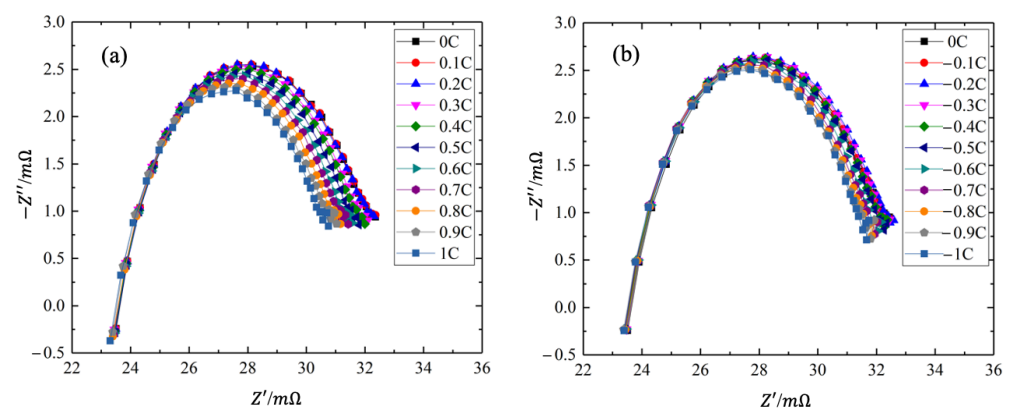 (a)
3.0
2.5
2.0
1.5
1.0
0.5
0.0
−0.5
−Z''/mΩ
22 24 26 28 30 32 34 36
Z'/mΩ
0C
0.1C
0.2C
0.3C
0.4C
0.5C
0.6C
0.7C
0.8C
0.9C
1C
(b)
3.0
2.5
2.0
1.5
1.0
0.5
0.0
−0.5
−Z''/mΩ
22 24 26 28 30 32 34 36
Z'/mΩ
0C
−0.1C
−0.2C
−0.3C
−0.4C
−0.5C
−0.6C
−0.7C
−0.8C
−0.9C
−1C